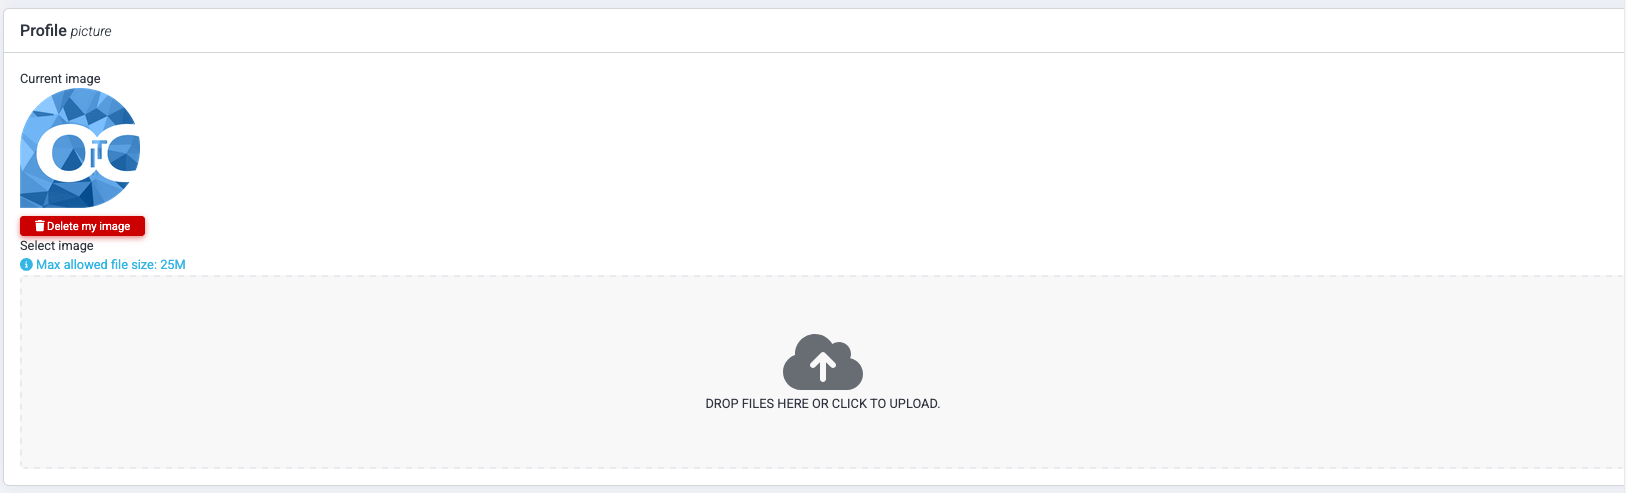 Profile picture
Current image
OITC
Delete my image
Select image
Max allowed file size: 25M
DROP FILES HERE OR CLICK TO UPLOAD.